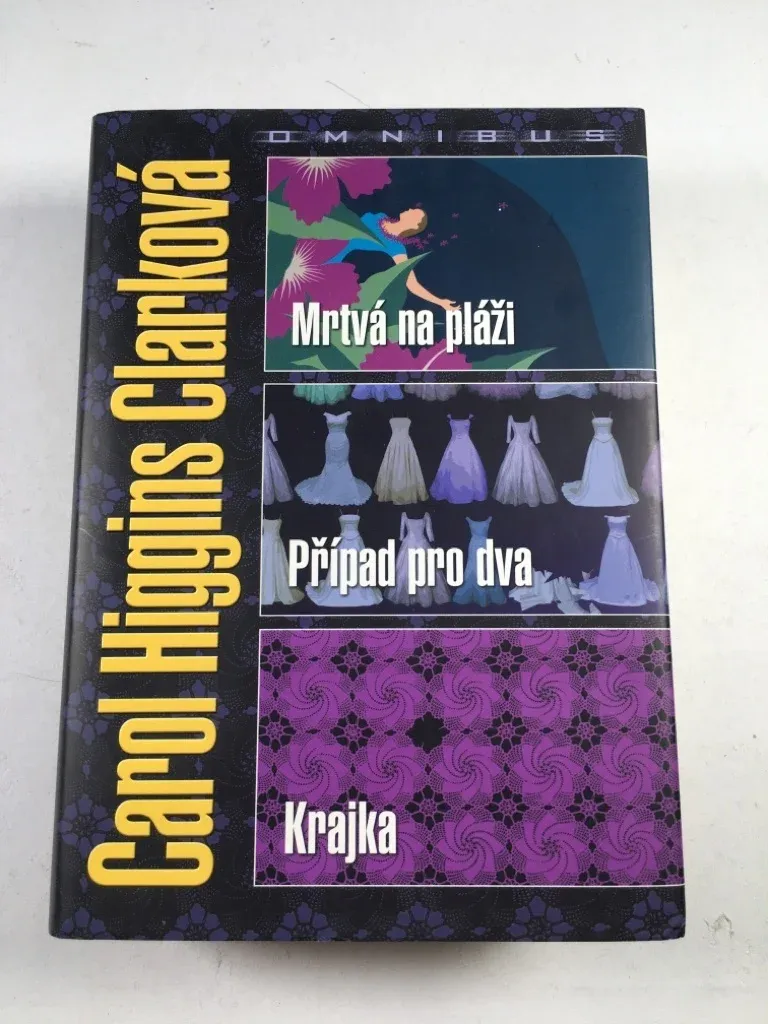 OMNIBUS
Carol Higgins Clarková
Mrtvá na pláži
Případ pro dva
Krajka